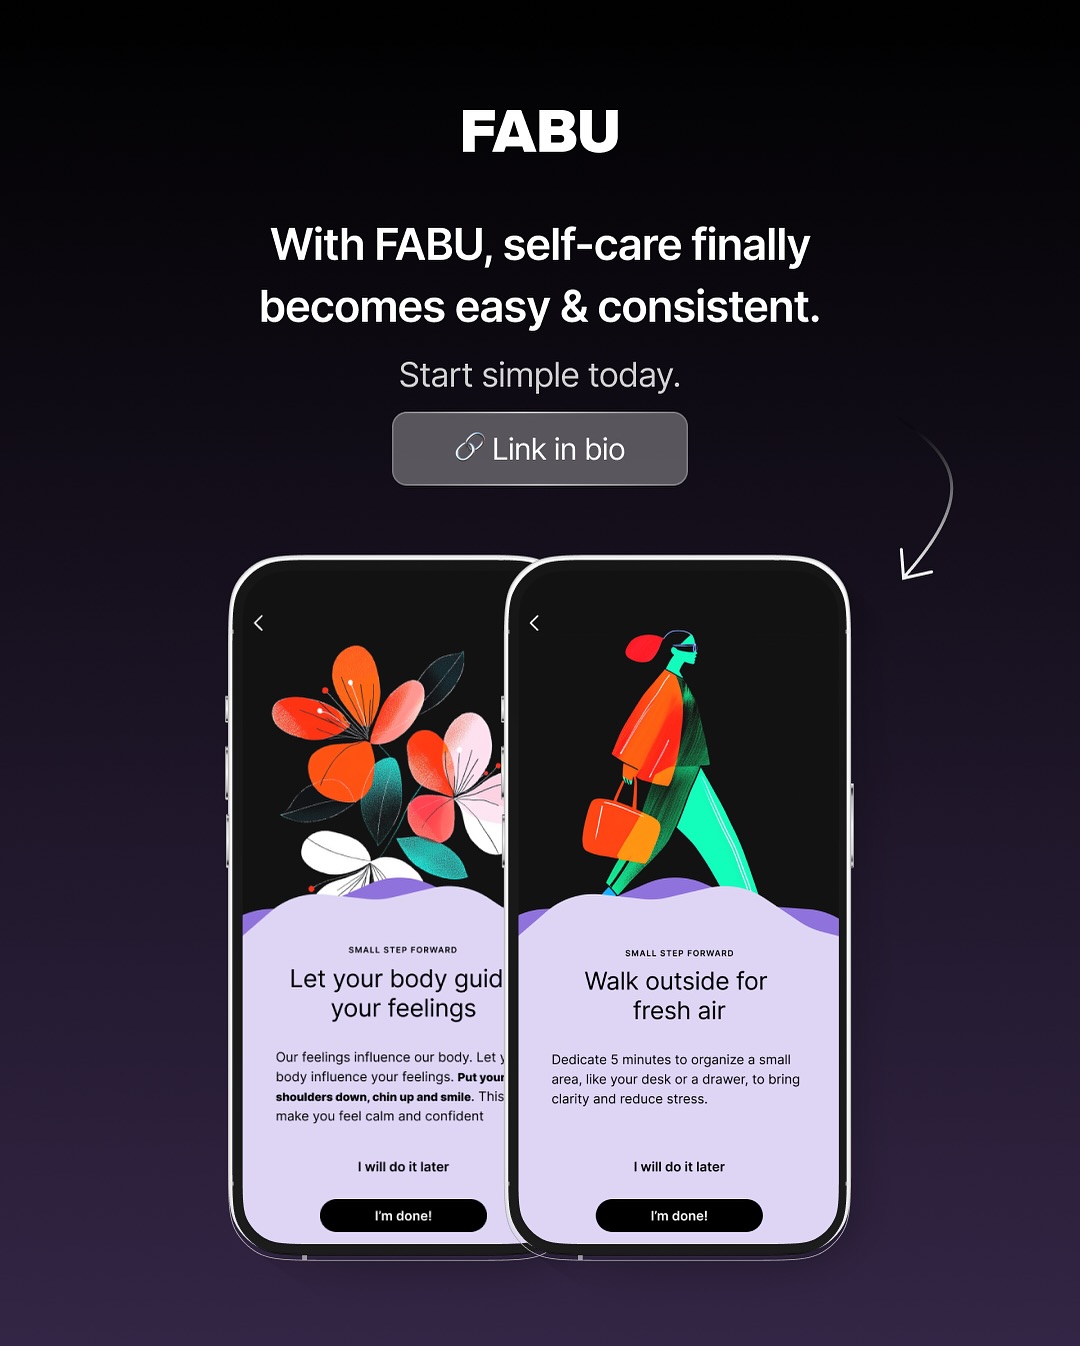 FABU
With FABU, self-care finally
becomes easy & consistent.
Start simple today.
Link in bio
SMALL STEP FORWARD
Let your body guid
your feelings
Our feelings influence our body. Let y
body influence your feelings. Put your
shoulders down, chin up and smile. This
make you feel calm and confident
I will do it later
I'm done!
SMALL STEP FORWARD
Walk outside for
fresh air
Dedicate 5 minutes to organize a small
area, like your desk or a drawer, to bring
clarity and reduce stress.
I will do it later
I'm done!